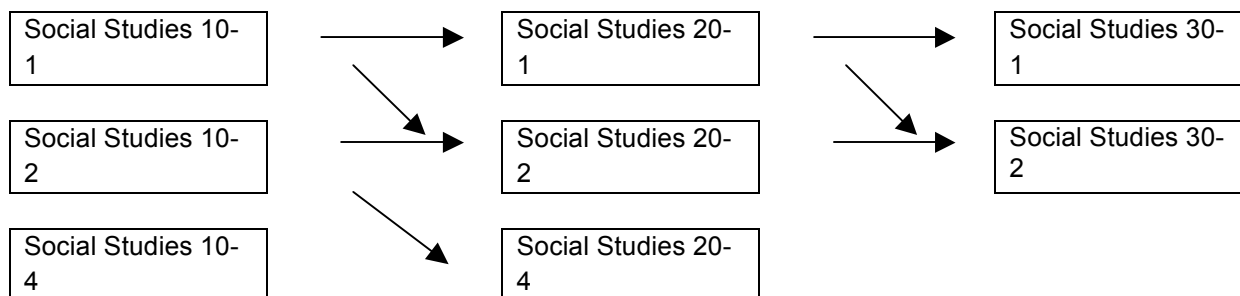 Social Studies 10-
1
Social Studies 20-
1
Social Studies 30-
1
Social Studies 10-
2
Social Studies 20-
2
Social Studies 30-
2
Social Studies 10-
4
Social Studies 20-
4